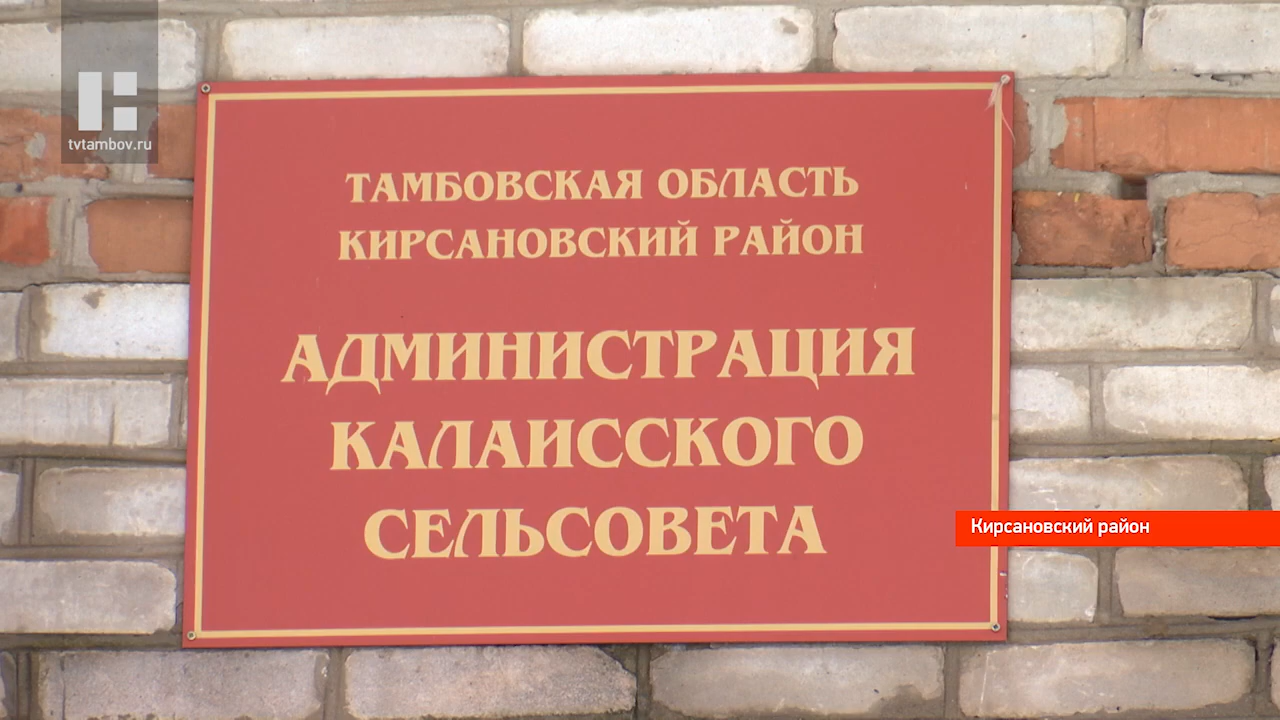 tvtambov.ru
ТАМБОВСКАЯ ОБЛАСТЬ
КИРСАНОВСКИЙ РАЙОН
АДМИНИСТРАЦИЯ
КАЛАИССКОГО
СЕЛЬСОВЕТА
Кирсановский район